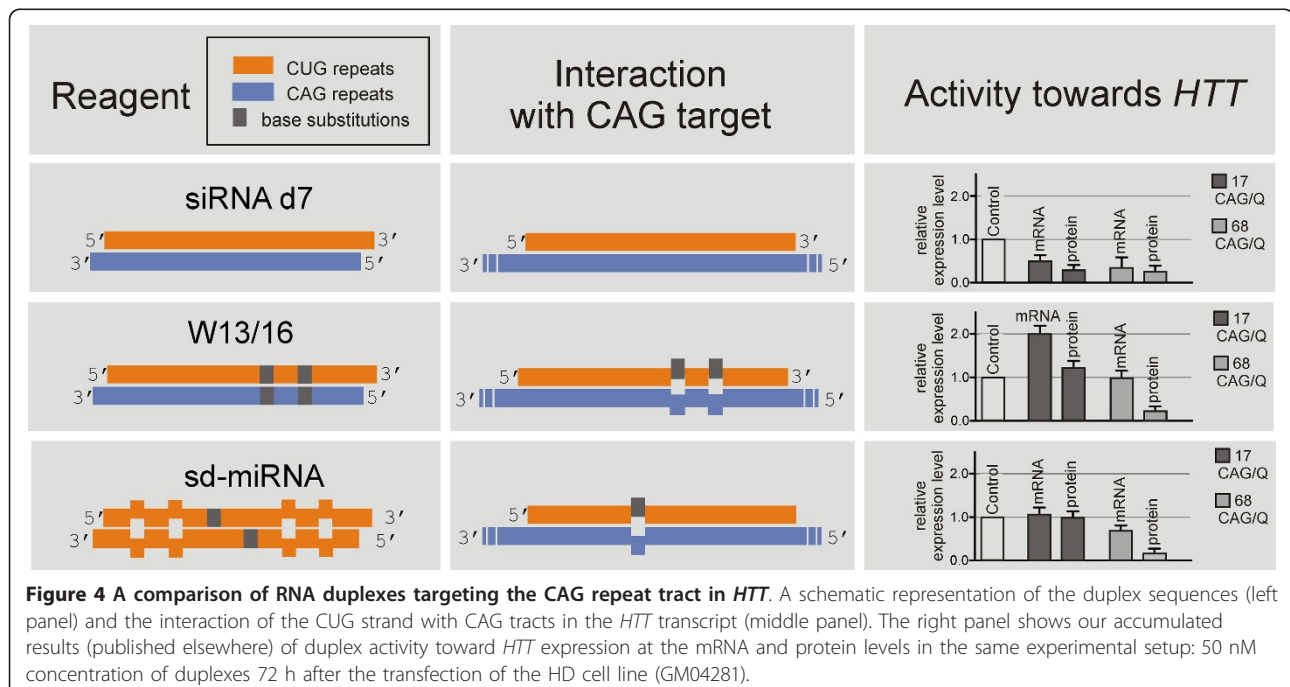 Reagent
CUG repeats
CAG repeats
base substitutions
Interaction
with CAG target
Activity towards HTT
siRNA d7
5′ 3′
3′ 5′
5′ 3′
3′ 5′
relative
expression level
2.0
1.0
0.0
Control
mRNA
protein
mRNA
protein
17
CAG/Q
68
CAG/Q
W13/16
5′ 3′
3′ 5′
5′ 3′
3′ 5′
relative
expression level
2.0
1.0
0.0
Control
mRNA
protein
mRNA
protein
17
CAG/Q
68
CAG/Q
sd-miRNA
5′ 3′
3′ 5′
5′ 3′
3′ 5′
relative
expression level
2.0
1.0
0.0
Control
mRNA
protein
mRNA
protein
17
CAG/Q
68
CAG/Q
Figure 4 A comparison of RNA duplexes targeting the CAG repeat tract in HTT. A schematic representation of the duplex sequences (left
panel) and the interaction of the CUG strand with CAG tracts in the HTT transcript (middle panel). The right panel shows our accumulated
results (published elsewhere) of duplex activity toward HTT expression at the mRNA and protein levels in the same experimental setup: 50 nM
concentration of duplexes 72 h after the transfection of the HD cell line (GM04281).